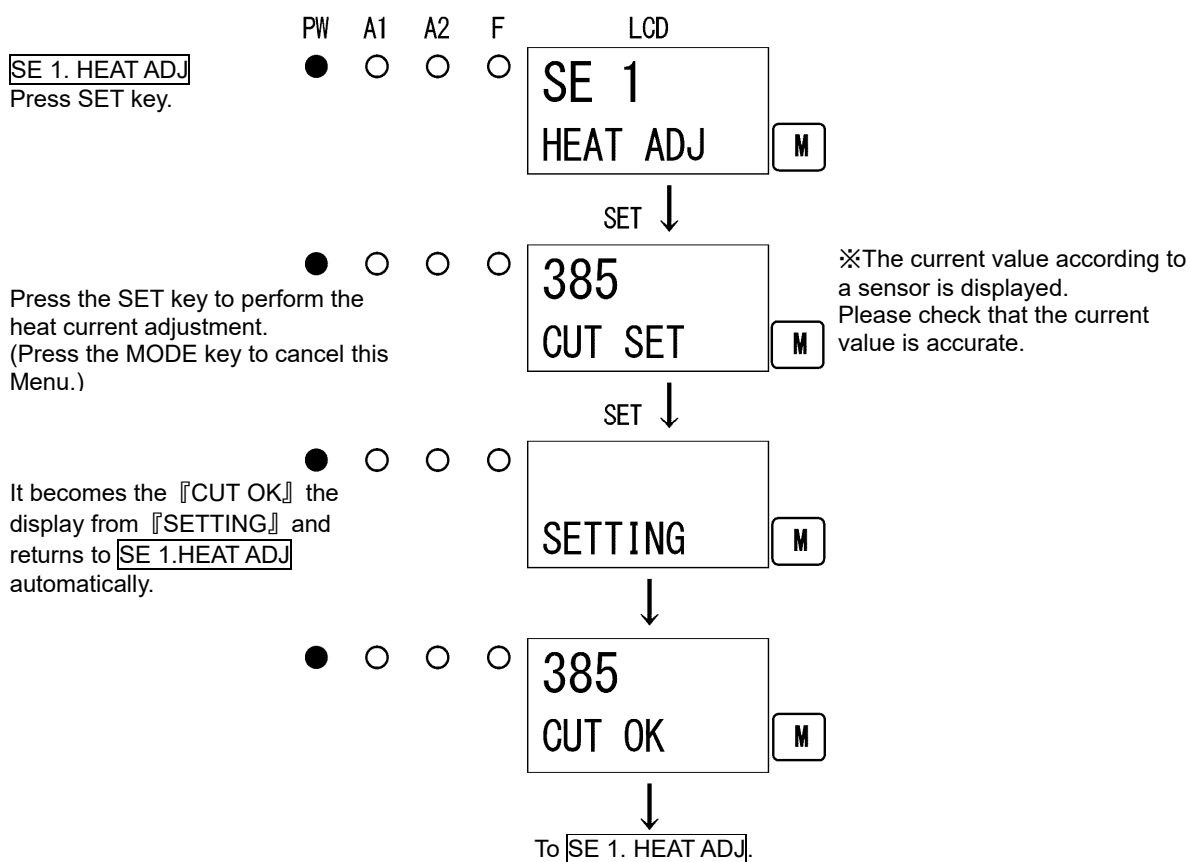 PW A1 A2 F LCD
SE 1. HEAT ADJ
Press SET key.
SE 1
HEAT ADJ
M
SET
Press the SET key to perform the
heat current adjustment.
(Press the MODE key to cancel this
Menu.)
385
CUT SET
M
※The current value according to
a sensor is displayed.
Please check that the current
value is accurate.
SET
It becomes the『CUT OK』the
display from『SETTING』and
returns to SE 1.HEAT ADJ
automatically.
SETTING
M
385
CUT OK
M
To SE 1. HEAT ADJ.